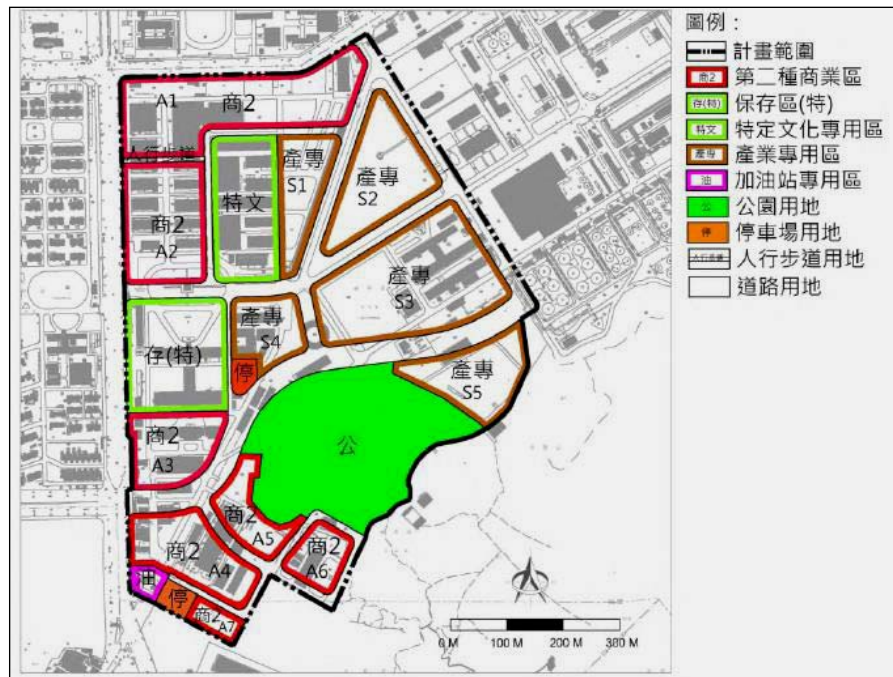 圖例：
計畫範圍
商2 第二種商業區
存(特) 保存區(特)
特文 特定文化專用區
產專 產業專用區
油 加油站專用區
公 公園用地
停 停車場用地
人行步道 人行步道用地
道路用地
A1 商2
人行步道
商2
A2
特文
產專
S1
產專
S2
產專
S3
存(特)
產專
S4
停
產專
S5
公
商2
A3
商2
A4
商2
A5
商2
A6
油
停
商2
A7
0 M 100 M 200 M 300 M